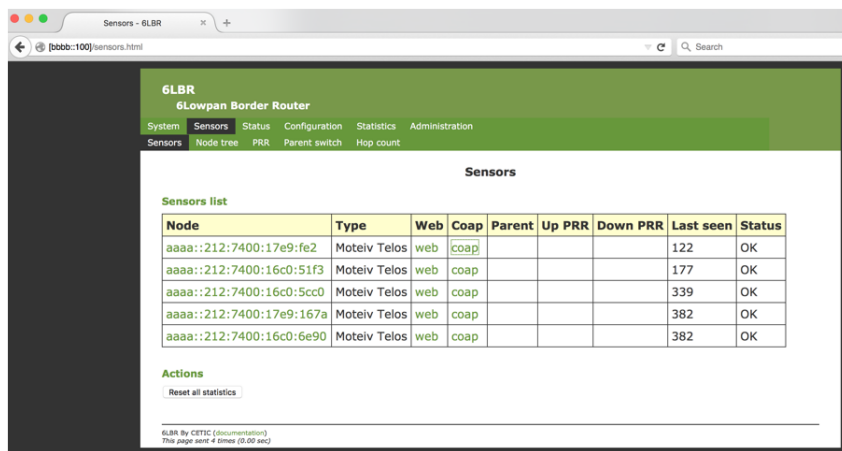 Sensors - 6LBR × +
[bbbb::100]/sensors.html Search
6LBR
6Lowpan Border Router
System Sensors Status Configuration Statistics Administration
Sensors Node tree PRR Parent switch Hop count
Sensors
Sensors list
Node Type Web Coap Parent Up PRR Down PRR Last seen Status
aaaa::212:7400:17e9:fe2 Moteiv Telos web coap 122 OK
aaaa::212:7400:16c0:51f3 Moteiv Telos web coap 177 OK
aaaa::212:7400:16c0:5cc0 Moteiv Telos web coap 339 OK
aaaa::212:7400:17e9:167a Moteiv Telos web coap 382 OK
aaaa::212:7400:16c0:6e90 Moteiv Telos web coap 382 OK
Actions
Reset all statistics
6LBR By CETIC (documentation)
This page sent 4 times (0.00 sec)